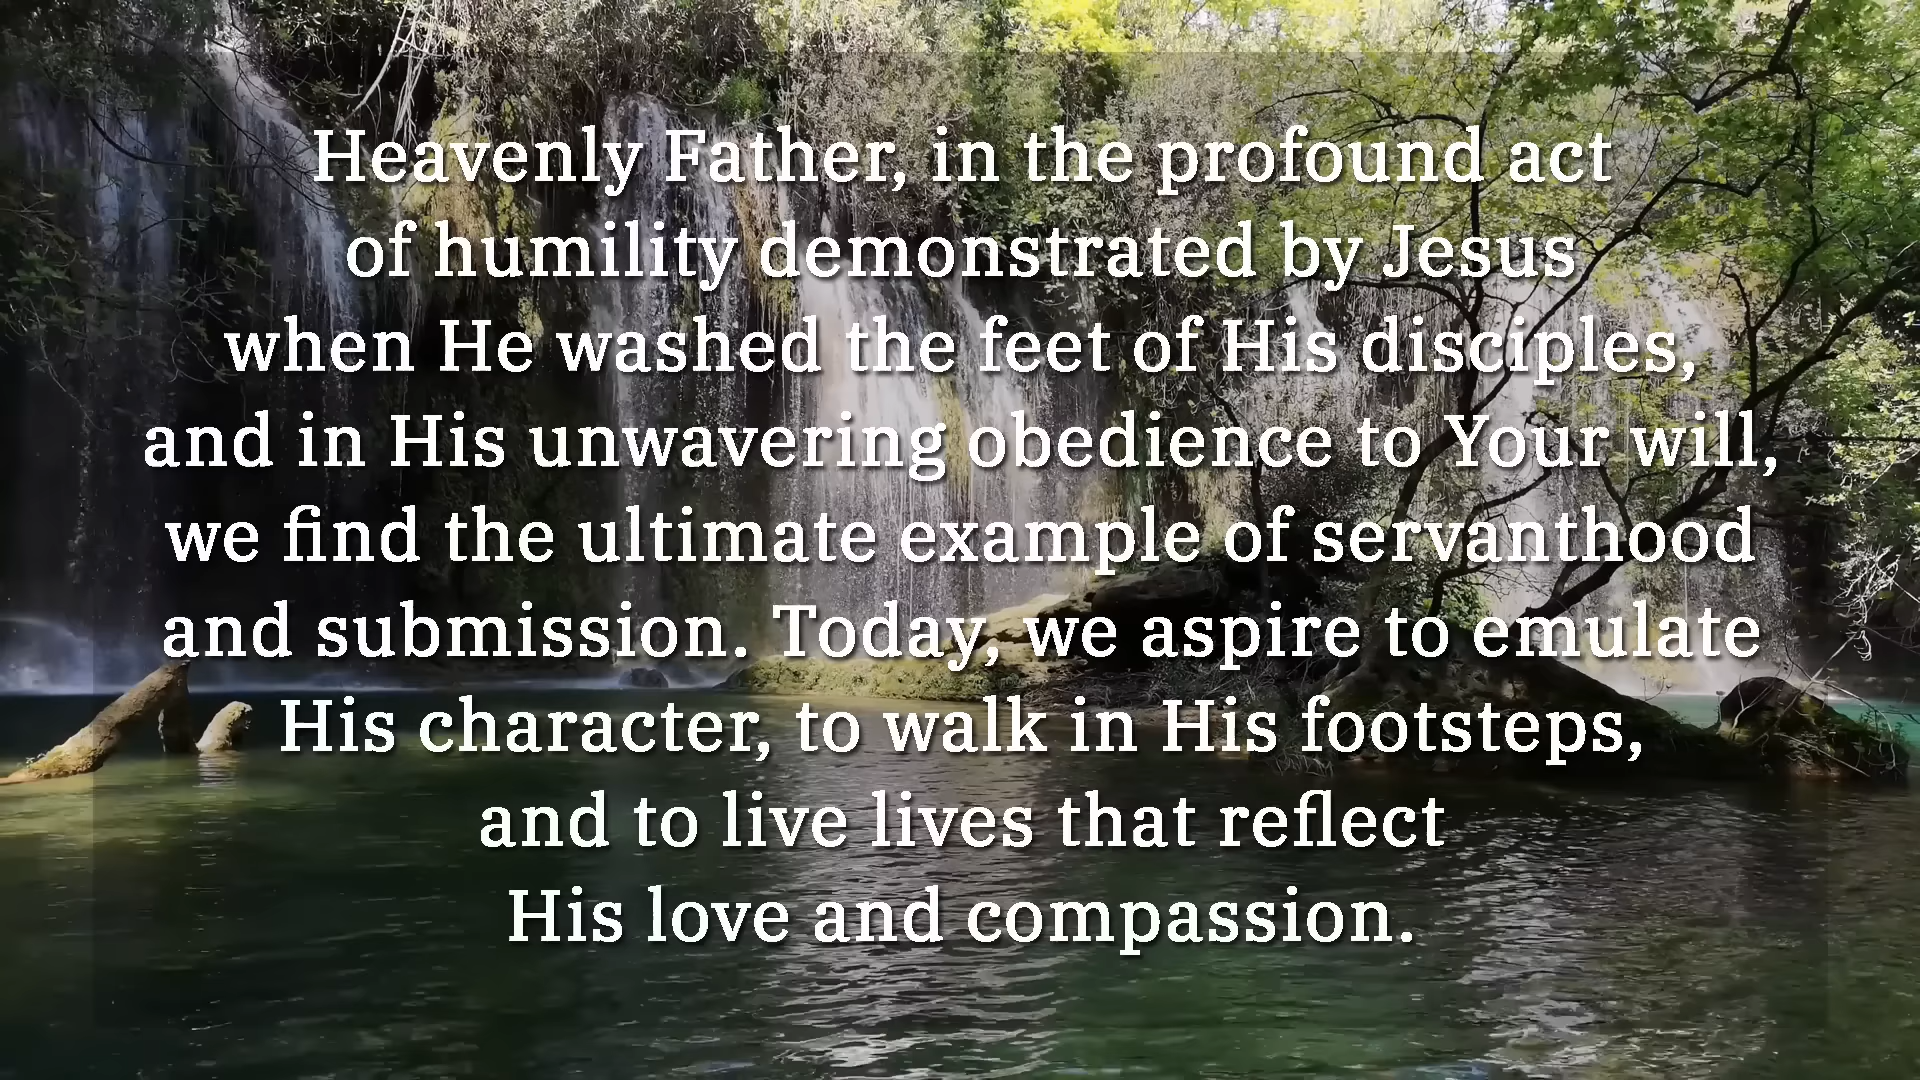 Heavenly Father, in the profound act
of humility demonstrated by Jesus
when He washed the feet of His disciples,
and in His unwavering obedience to Your will,
we find the ultimate example of servanthood
and submission. Today, we aspire to emulate
His character, to walk in His footsteps,
and to live lives that reflect
His love and compassion.